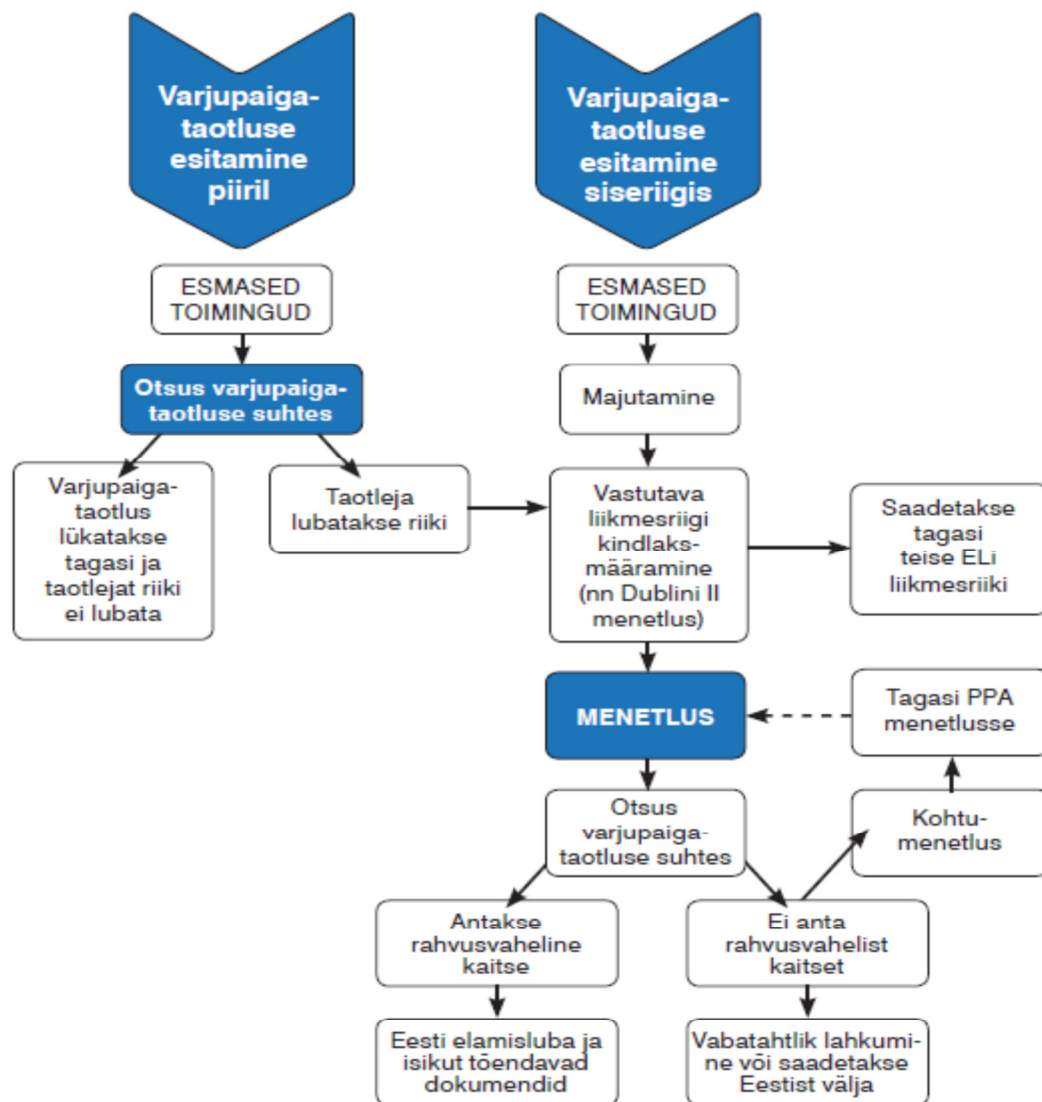 Varjupaiga-
taotluse
esitamine
piiril
Varjupaiga-
taotluse
esitamine
siseriigis
ESMASED
TOIMINGUD
ESMASED
TOIMINGUD
Otsus varjupaiga-
taotluse suhtes
Majutamine
Varjupaiga-
taotlus
lükatakse
tagasi ja
taotlejat riiki
ei lubata
Taotleja
lubatakse riiki
Vastutava
liikmesriigi
kindlaks-
määramine
(nn Dublini II
menetlus)
Saadetakse
tagasi
teise ELi
liikmesriiki
MENETLUS
Tagasi PPA
menetlusse
Otsus
varjupaiga-
taotluse suhtes
Kohtu-
menetlus
Antakse
rahvusvaheline
kaitse
Ei anta
rahvusvahelist
kaitset
Eesti elamisluba ja
isikut tõendavad
dokumendid
Vabatahtlik lahkumi-
ne või saadetakse
Eestist välja